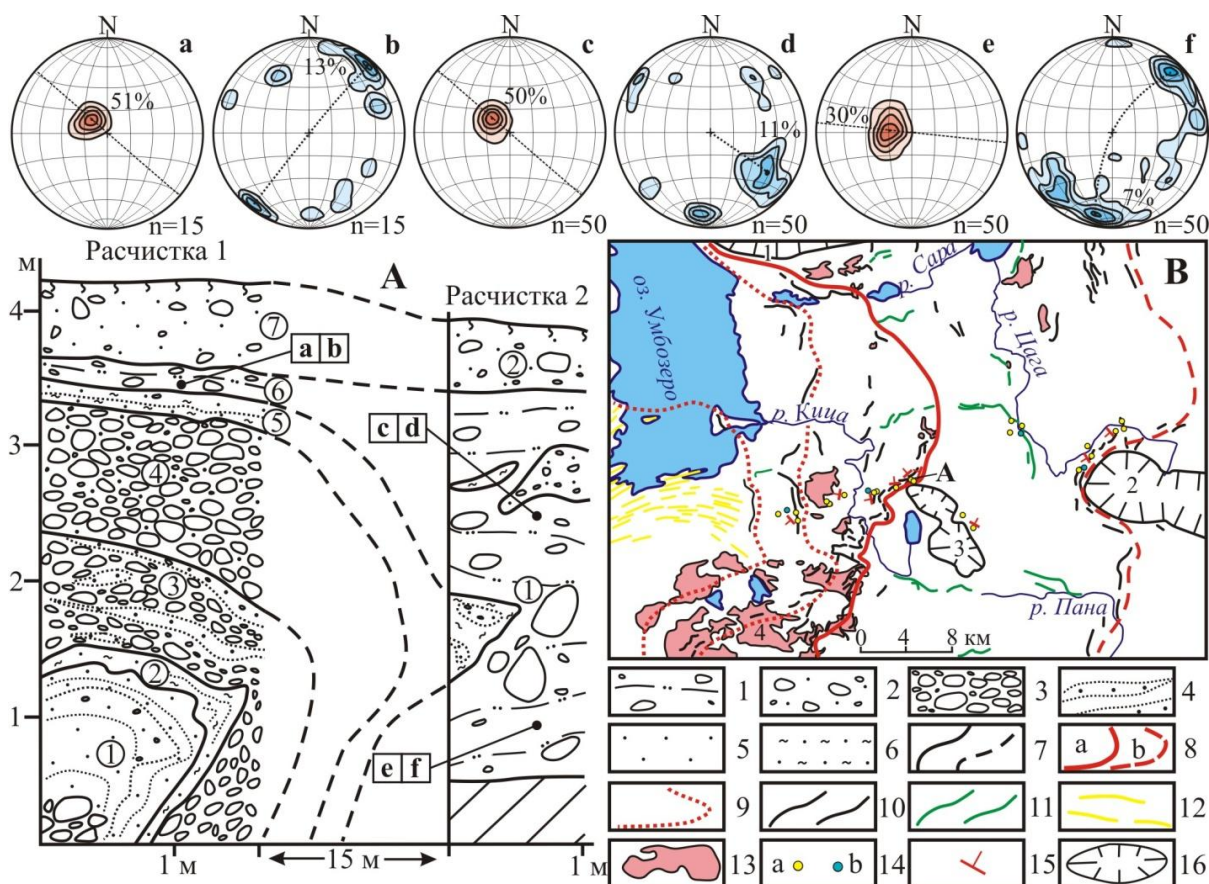 N a N b N c N d N e N f
51% 13% 50% 11% 30% 7%
n=15 n=15 n=50 n=50 n=50 n=50
Расчистка 1
м
A
4
3
2
1
7
a b
6
5
4
3
2
1
1 м
15 м
Расчистка 2
2
c d
1
e f
1 м
B
1
оз. Умбозеро
р. Сара
р. Цага
р. Кица
A
2
3
р. Пана
4
0 4 8 км
1 2 3 4
5 6 7 a b 8
9 10 11 12
13 a b 14 15 16